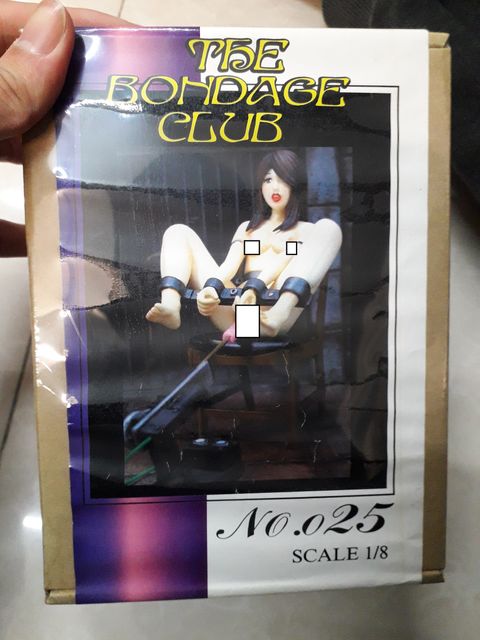 THE
BONDAGE
CLUB
NO.025
SCALE 1/8